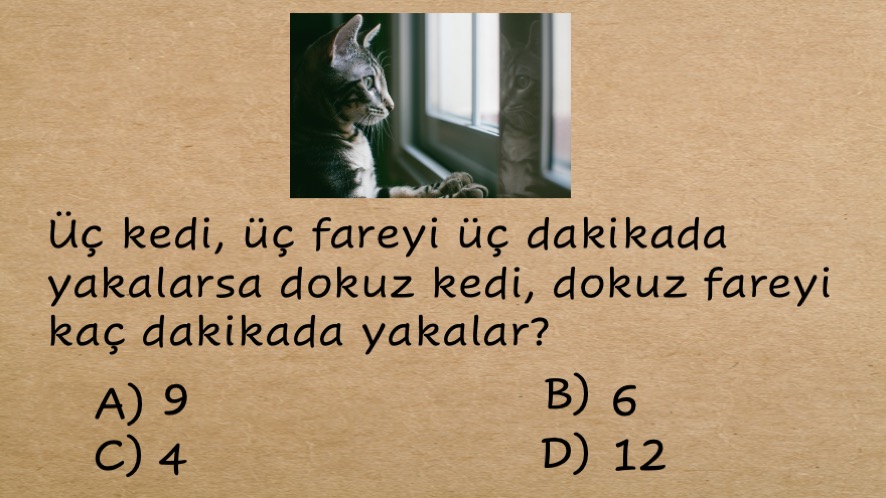 Üç kedi, üç fareyi üç dakikada
yakalarsa dokuz kedi, dokuz fareyi
kaç dakikada yakalar?
A) 9 B) 6
C) 4 D) 12